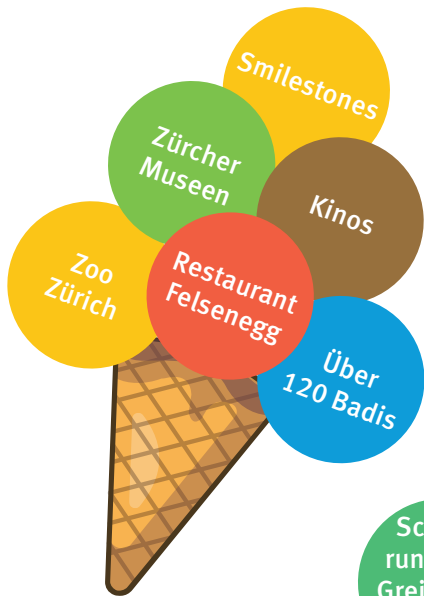 Smilestones
Zürcher
Museen
Kinos
Zoo
Zürich
Restaurant
Felsenegg
Über
120 Badis